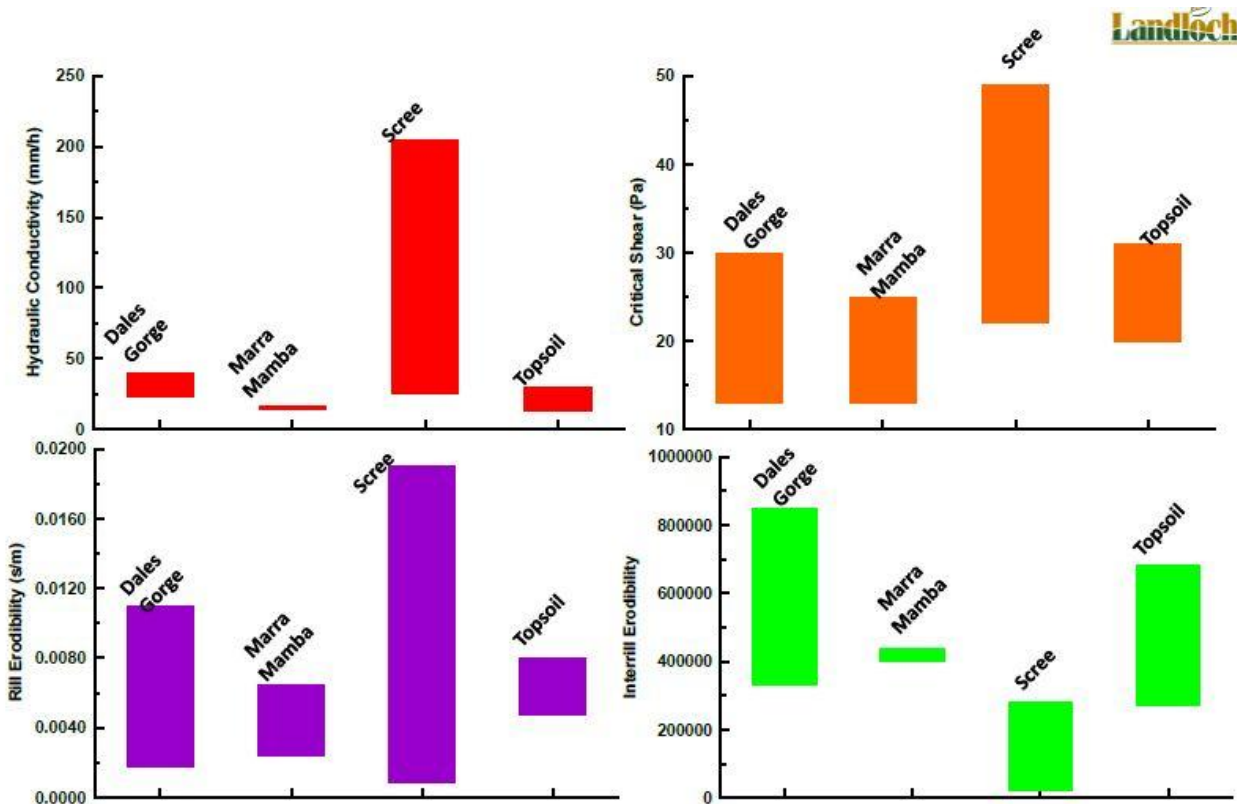 Landloch
Hydraulic Conductivity (mm/h)
250
200
150
100
50
0
Dales
Gorge
Marra
Mamba
Scree
Topsoil
Critical Shear (Pa)
50
40
30
20
10
Dales
Gorge
Marra
Mamba
Scree
Topsoil
Rill Erodibility (s/m)
0.0200
0.0160
0.0120
0.0080
0.0040
0.0000
Dales
Gorge
Marra
Mamba
Scree
Topsoil
Interrill Erodibility
1000000
800000
600000
400000
200000
0
Dales
Gorge
Marra
Mamba
Scree
Topsoil